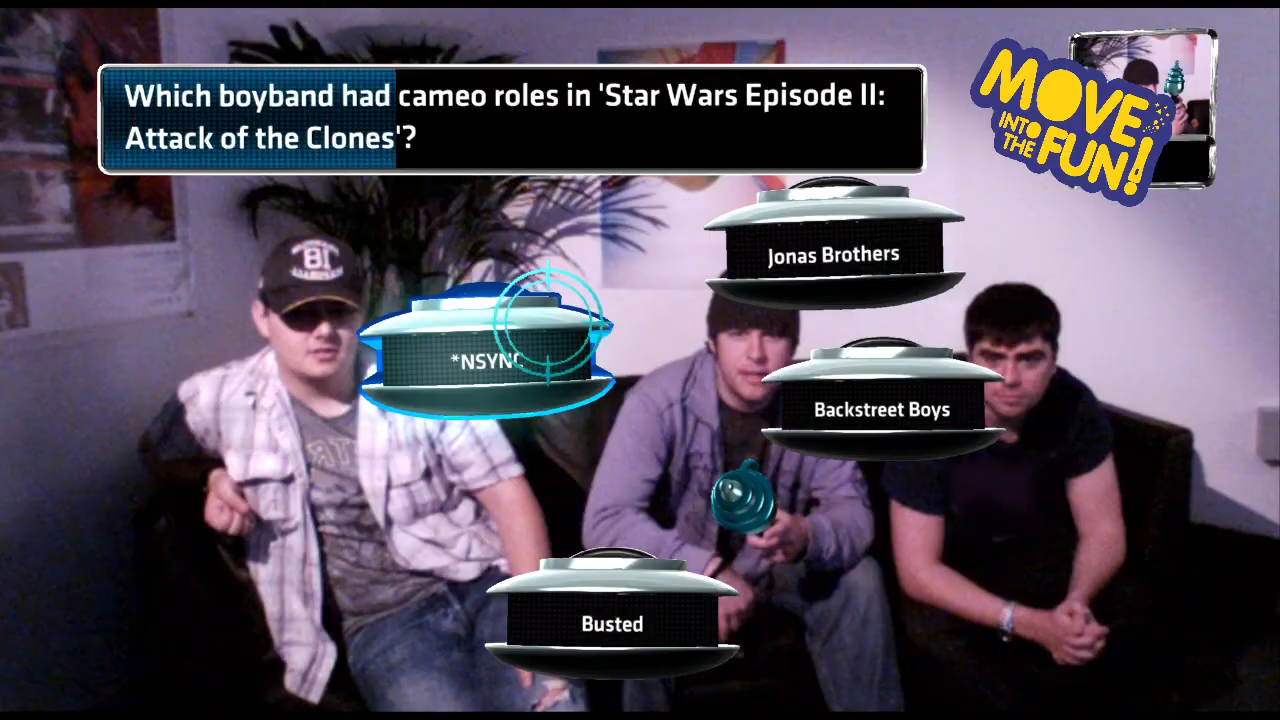 Which boyband had cameo roles in 'Star Wars Episode II:
Attack of the Clones'?
MOVE
INTO
THE FUN!
Jonas Brothers
*NSYNC
Backstreet Boys
Busted